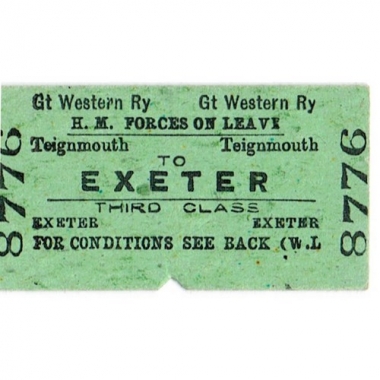 Gt Western Ry Gt Western Ry
H. M. FORCES ON LEAVE
Teignmouth Teignmouth
TO
EXETER
THIRD CLASS
EXETER EXETER
FOR CONDITIONS SEE BACK (W.L
8776
8776